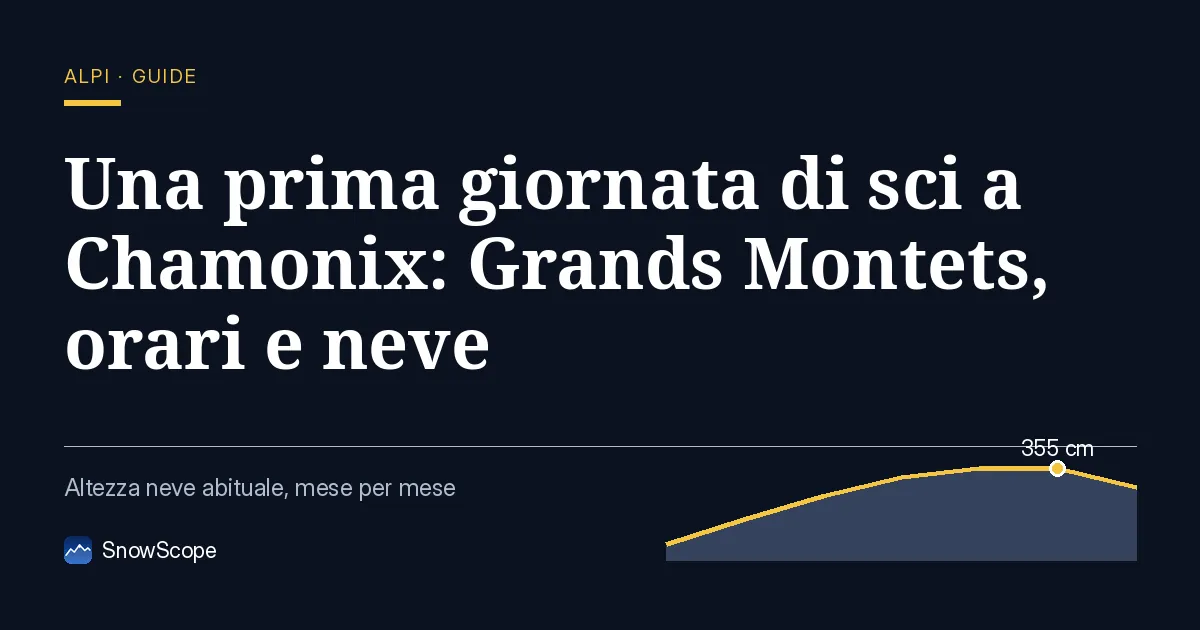 ALPI · GUIDE
Una prima giornata di sci a
Chamonix: Grands Montets,
orari e neve
355 cm
Altezza neve abituale, mese per mese
SnowScope